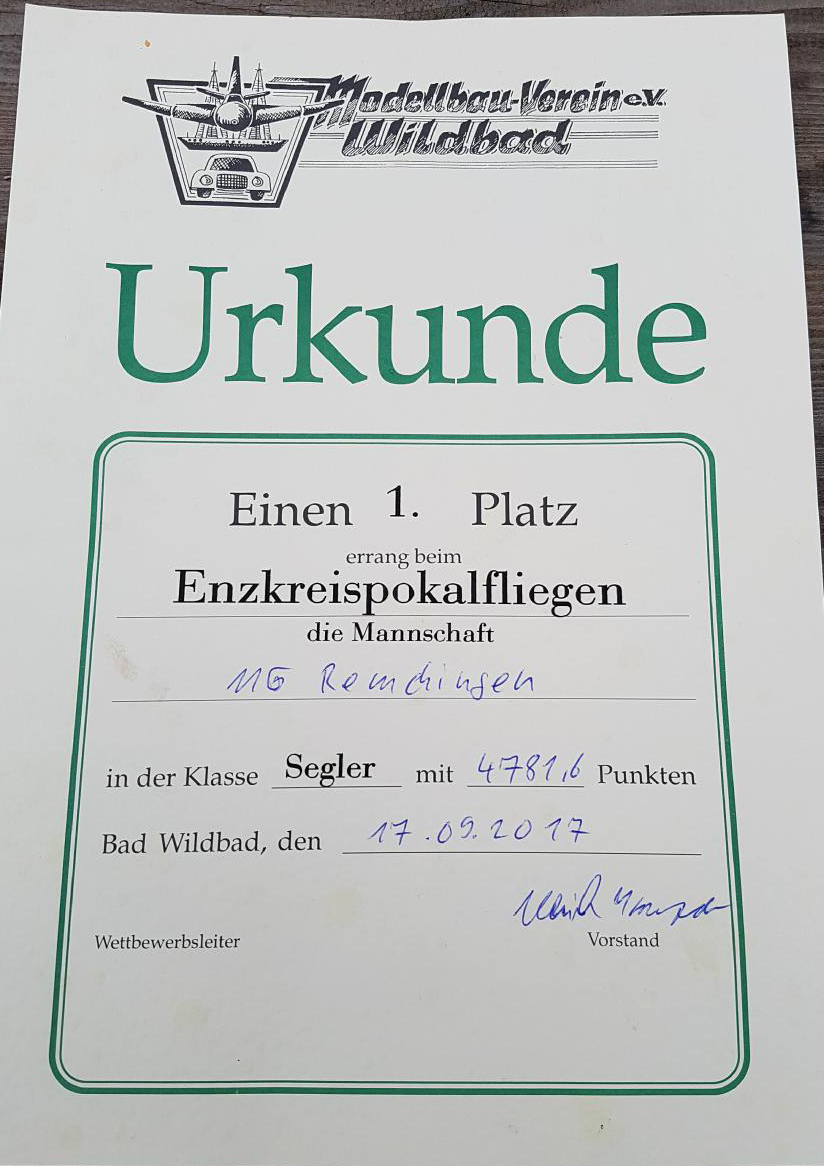 Modellbau-Verein e.V.
Wildbad
Urkunde
Einen 1. Platz
errang beim
Enzkreispokalfliegen
die Mannschaft
MG Remchingen
in der Klasse Segler mit 4781,6 Punkten
Bad Wildbad, den 17.09.2017
Wettbewerbsleiter Vorstand